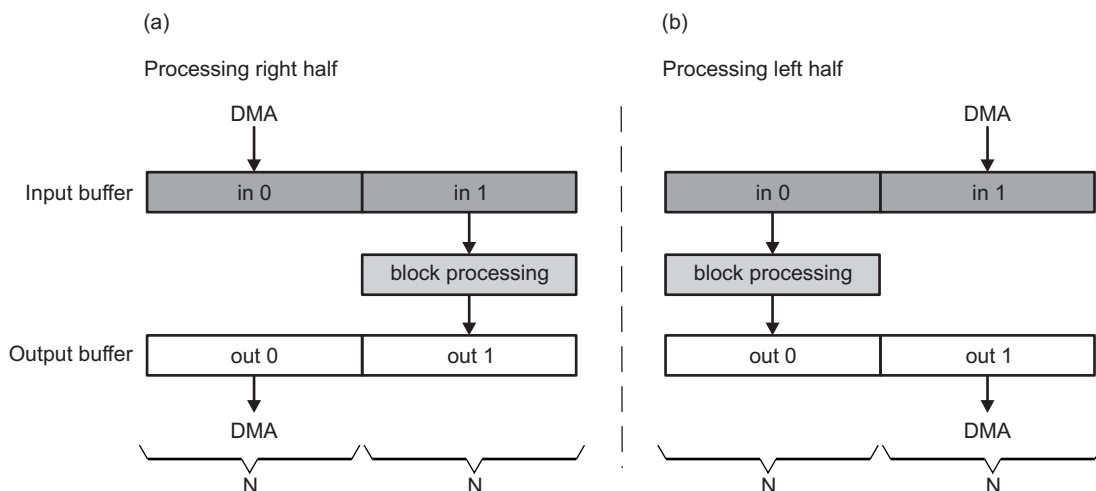 (a)
Processing right half
DMA
Input buffer
in 0
in 1
block processing
Output buffer
out 0
out 1
DMA
N
N
(b)
Processing left half
DMA
in 0
in 1
block processing
out 0
out 1
DMA
N
N